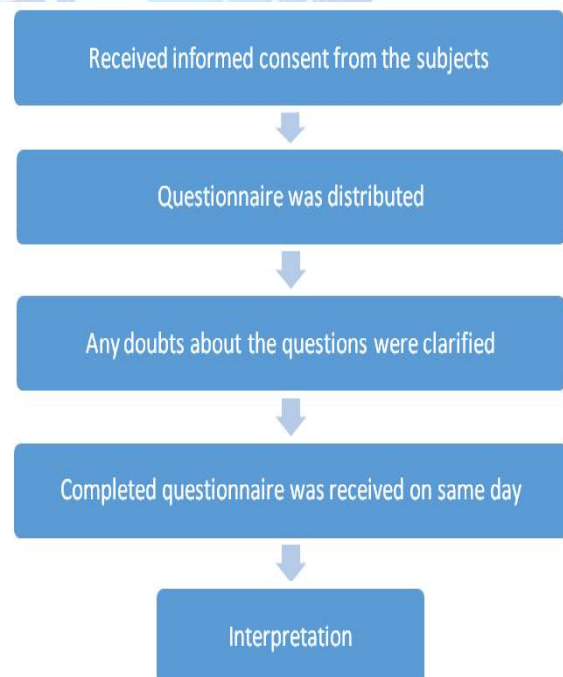 Received informed consent from the subjects
Questionnaire was distributed
Any doubts about the questions were clarified
Completed questionnaire was received on same day
Interpretation